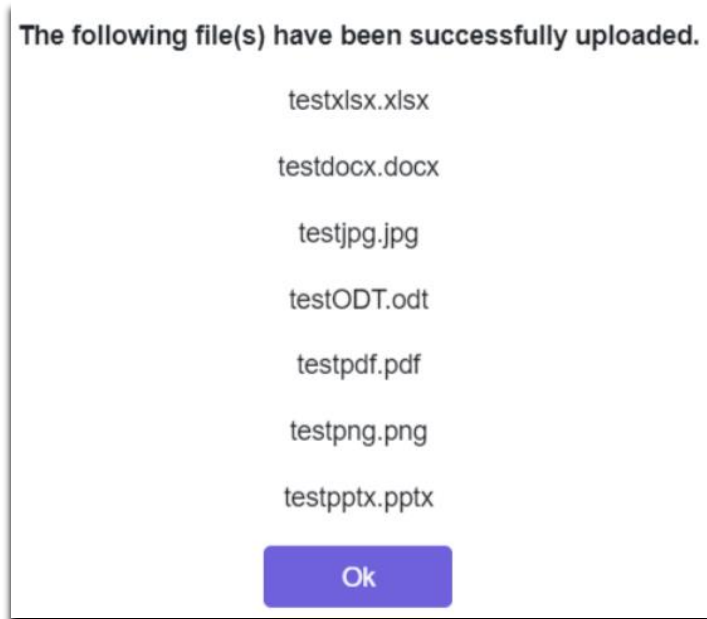 The following file(s) have been successfully uploaded.
testxlsx.xlsx
testdocx.docx
testjpg.jpg
testODT.odt
testpdf.pdf
testpng.png
testpptx.pptx
Ok